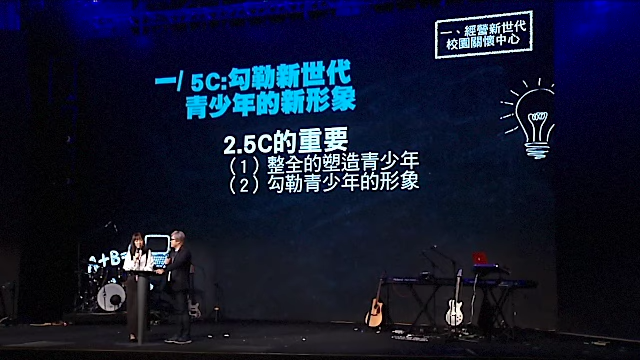 一、經營新世代
校園關懷中心
一/ 5C:勾勒新世代
青少年的新形象
2.5C的重要
（1）整全的塑造青少年
（2）勾勒青少年的形象
A+B=